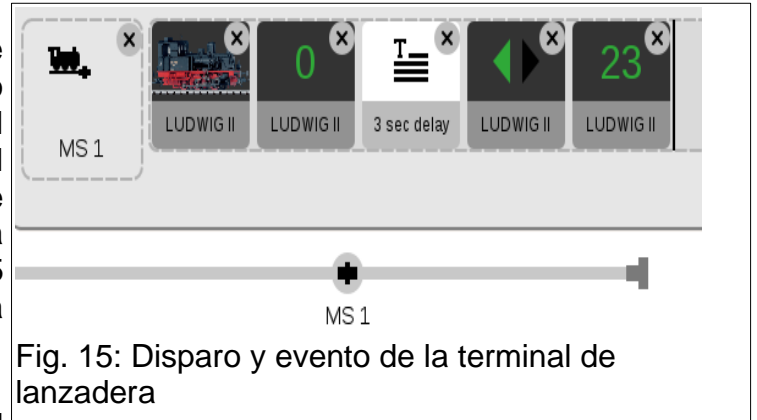 MS 1
LUDWIG II
0
LUDWIG II
T
3 sec delay
LUDWIG II
23
LUDWIG II
MS 1
Fig. 15: Disparo y evento de la terminal de
lanzadera